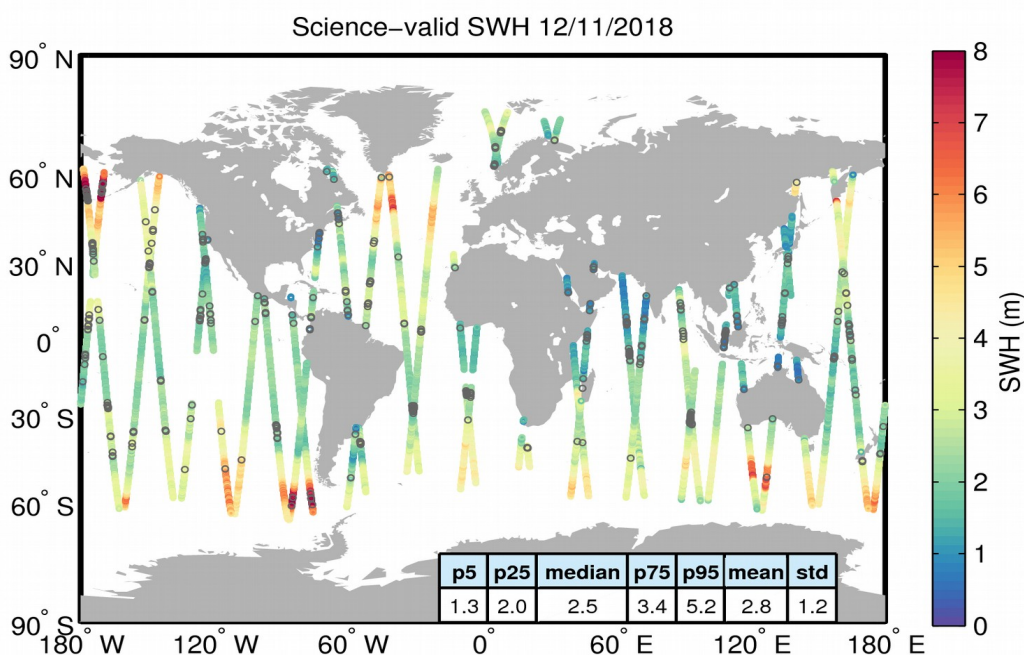 Science-valid SWH 12/11/2018
90° N
60° N
30° N
0°
30° S
60° S
90° S
180° W 120° W 60° W 0° 60° E 120° E 180° E
p5 p25 median p75 p95 mean std
1.3 2.0 2.5 3.4 5.2 2.8 1.2
8
7
6
5
4
3
2
1
0
SWH (m)